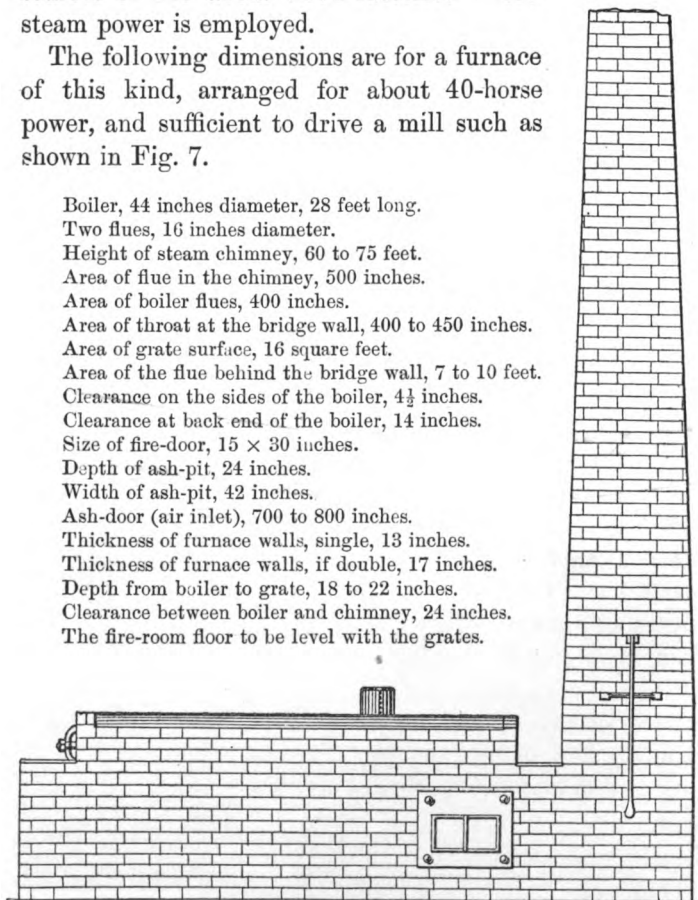 steam power is employed.
The following dimensions are for a furnace
of this kind, arranged for about 40-horse
power, and sufficient to drive a mill such as
shown in Fig. 7.
Boiler, 44 inches diameter, 28 feet long.
Two flues, 16 inches diameter.
Height of steam chimney, 60 to 75 feet.
Area of flue in the chimney, 500 inches.
Area of boiler flues, 400 inches.
Area of throat at the bridge wall, 400 to 450 inches.
Area of grate surface, 16 square feet.
Area of the flue behind the bridge wall, 7 to 10 feet.
Clearance on the sides of the boiler, 4½ inches.
Clearance at back end of the boiler, 14 inches.
Size of fire-door, 15 × 30 inches.
Depth of ash-pit, 24 inches.
Width of ash-pit, 42 inches.
Ash-door (air inlet), 700 to 800 inches.
Thickness of furnace walls, single, 13 inches.
Thickness of furnace walls, if double, 17 inches.
Depth from boiler to grate, 18 to 22 inches.
Clearance between boiler and chimney, 24 inches.
The fire-room floor to be level with the grates.